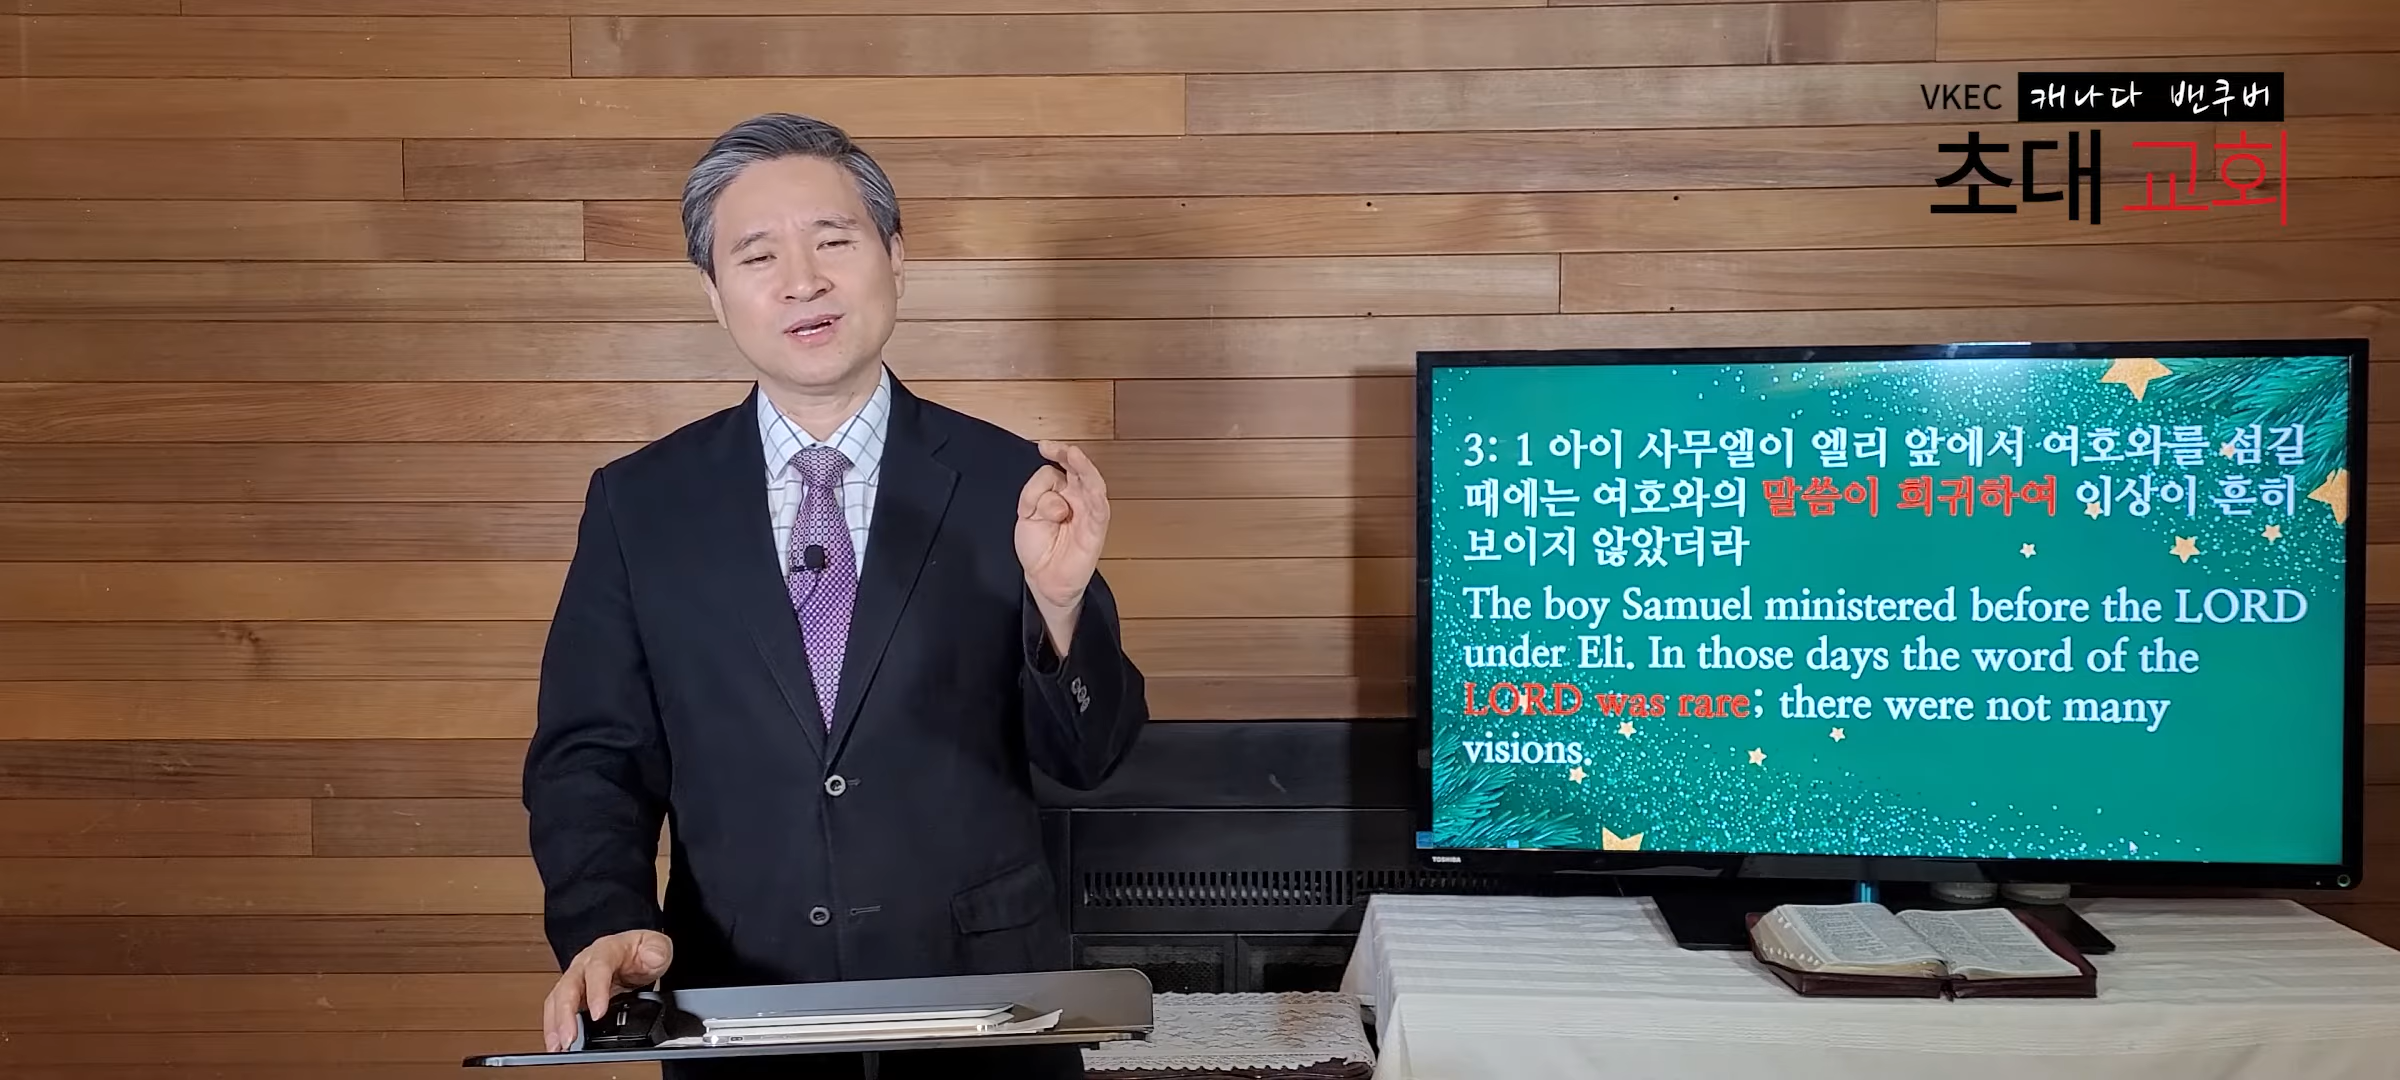 VKEC 캐나다 밴쿠버
초대 교회
3: 1 아이 사무엘이 엘리 앞에서 여호와를 섬길
때에는 여호와의 말씀이 희귀하여 이상이 흔히
보이지 않았더라
The boy Samuel ministered before the LORD
under Eli. In those days the word of the
LORD was rare; there were not many
visions.
TOSHIBA